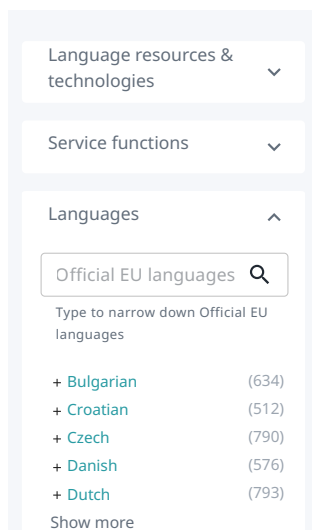 Language resources &
technologies
Service functions
Languages
Official EU languages
Type to narrow down Official EU
languages
+ Bulgarian (634)
+ Croatian (512)
+ Czech (790)
+ Danish (576)
+ Dutch (793)
Show more